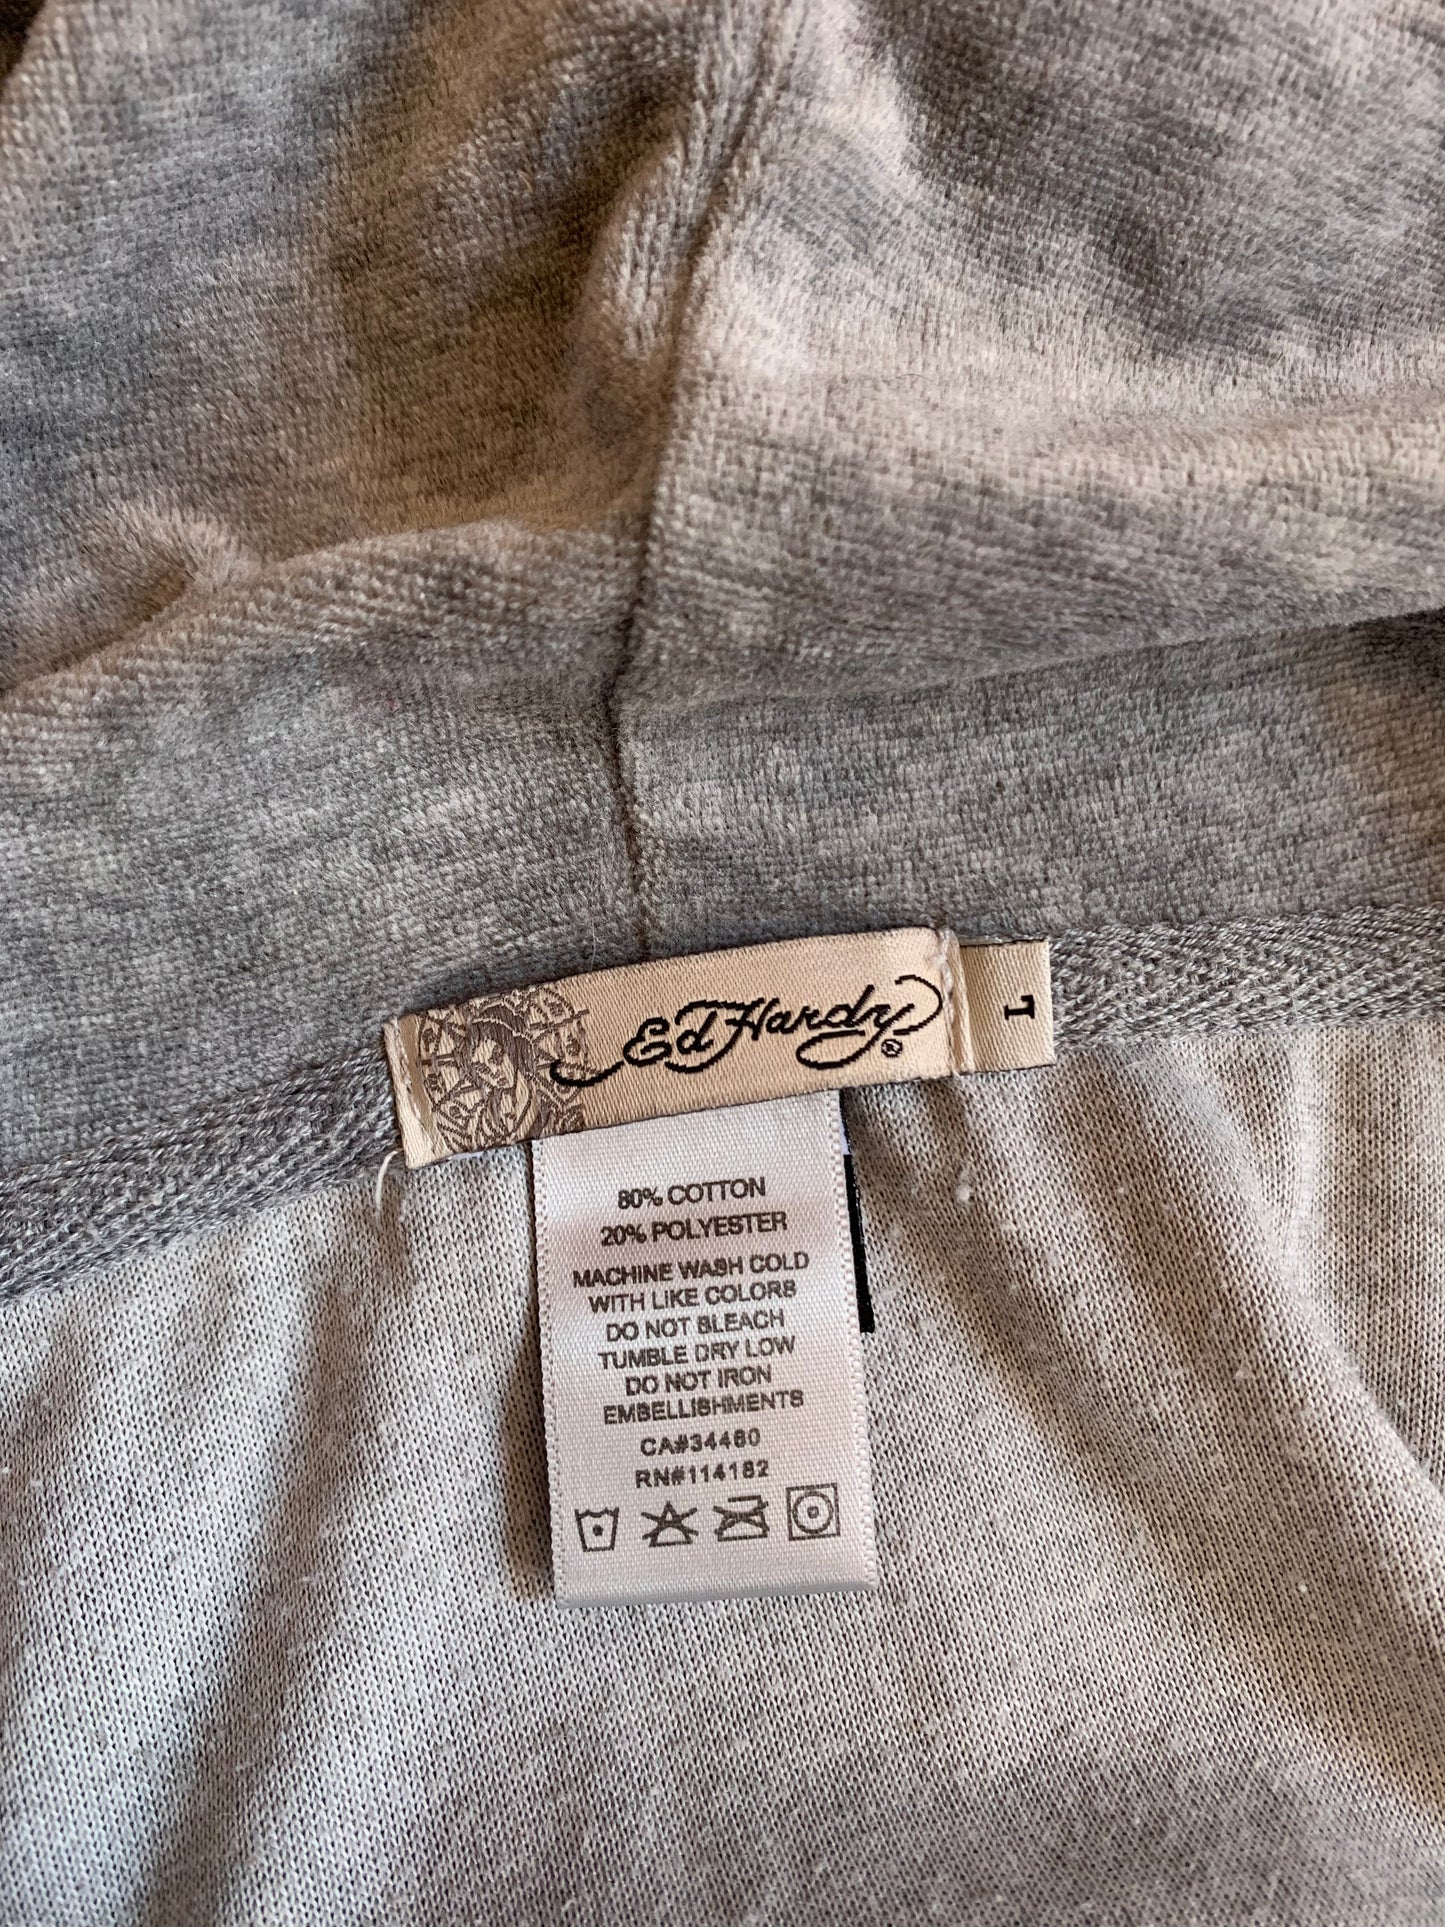 Ed Hardy®
L
80% COTTON
20% POLYESTER
MACHINE WASH COLD
WITH LIKE COLORS
DO NOT BLEACH
TUMBLE DRY LOW
DO NOT IRON
EMBELLISHMENTS
CA#34460
RN#114182